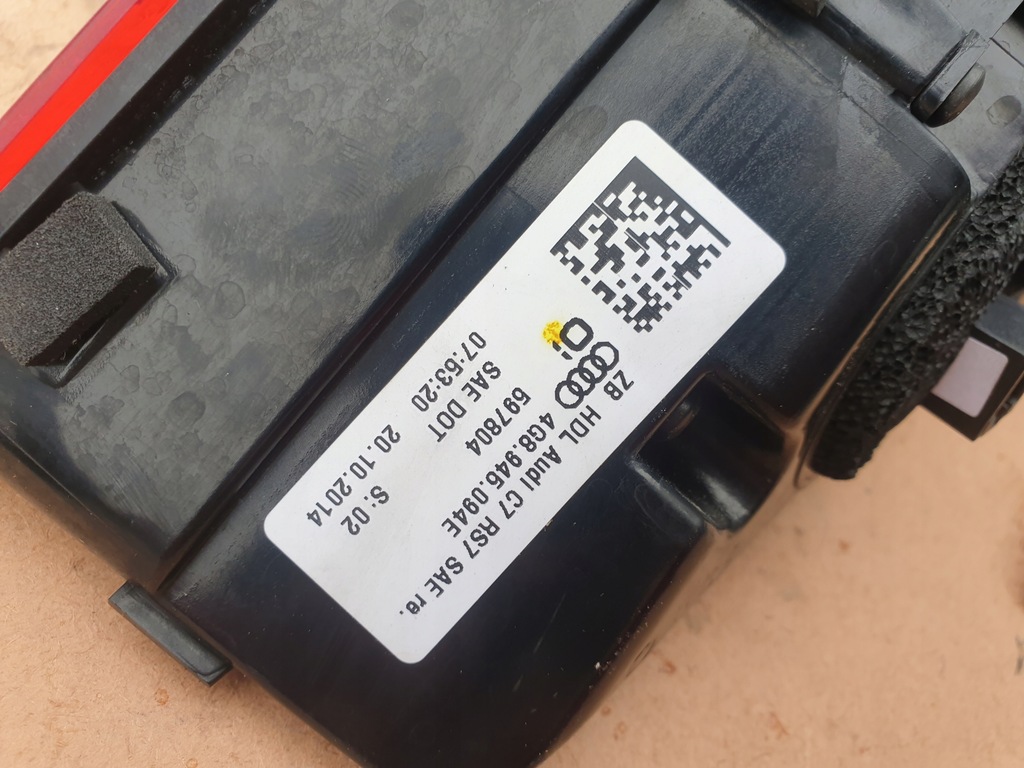 ZB HDL Audi C7 RS7 SAE re.
4G8.945.094E
597804
SAE DOT S: 02
07:53:20 20.10.2014